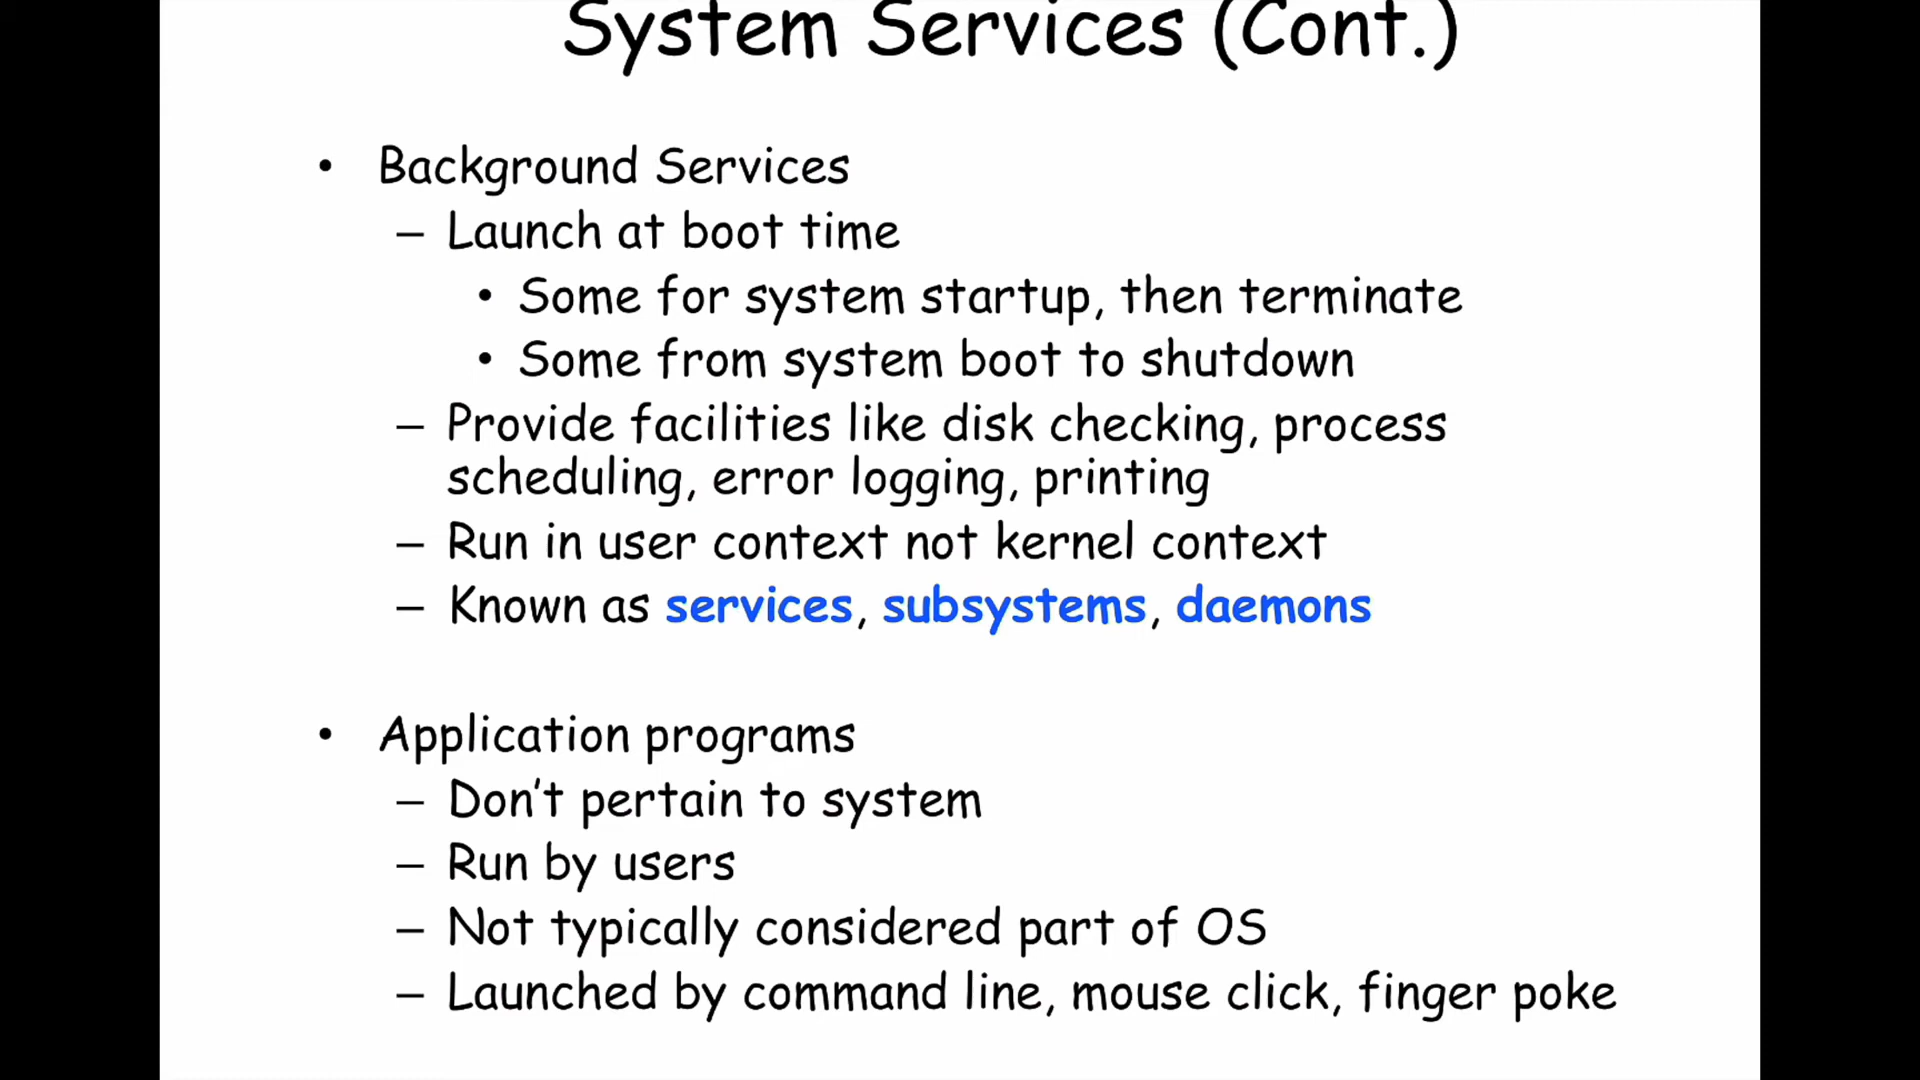 System Services (Cont.)
• Background Services
– Launch at boot time
• Some for system startup, then terminate
• Some from system boot to shutdown
– Provide facilities like disk checking, process
scheduling, error logging, printing
– Run in user context not kernel context
– Known as services, subsystems, daemons
• Application programs
– Don’t pertain to system
– Run by users
– Not typically considered part of OS
– Launched by command line, mouse click, finger poke